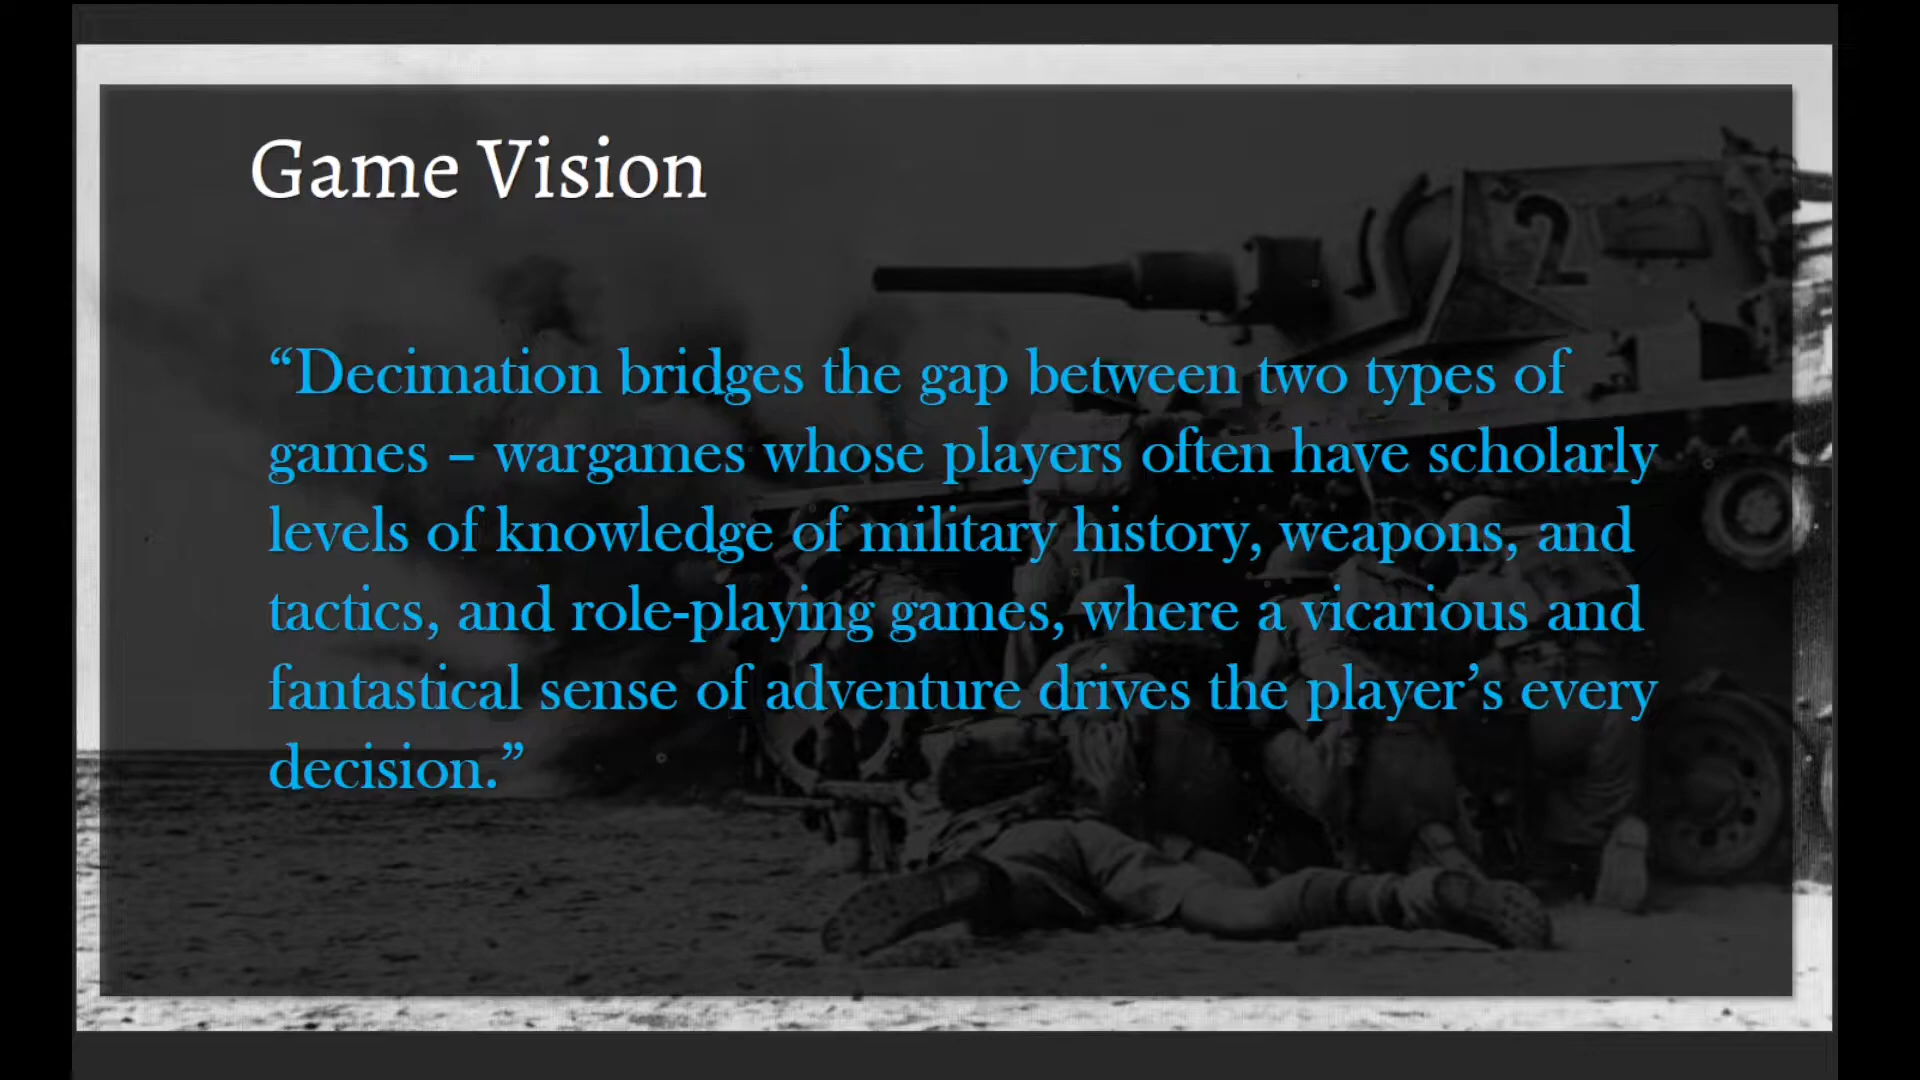 Game Vision
2
“Decimation bridges the gap between two types of
games – wargames whose players often have scholarly
levels of knowledge of military history, weapons, and
tactics, and role-playing games, where a vicarious and
fantastical sense of adventure drives the player’s every
decision.”